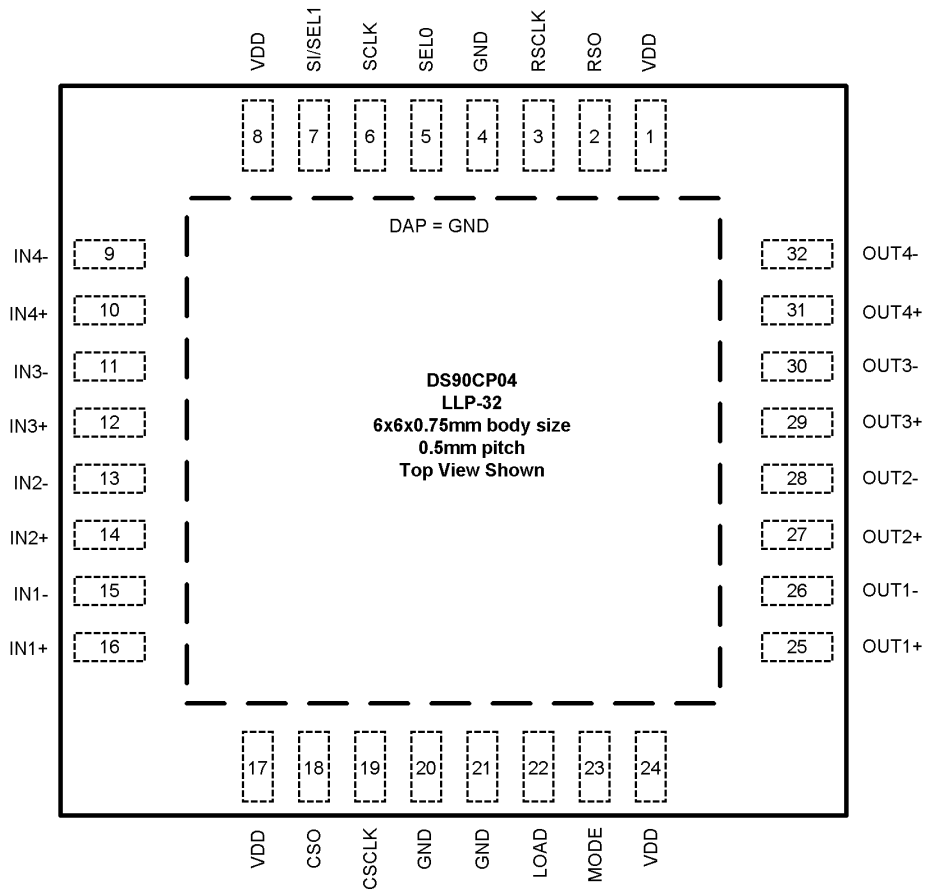 VDD SI/SEL1 SCLK SEL0 GND RSCLK RSO VDD
8 7 6 5 4 3 2 1
DAP = GND
IN4- 9 32 OUT4-
IN4+ 10 31 OUT4+
IN3- 11 30 OUT3-
IN3+ 12 29 OUT3+
IN2- 13 28 OUT2-
IN2+ 14 27 OUT2+
IN1- 15 26 OUT1-
IN1+ 16 25 OUT1+
DS90CP04
LLP-32
6x6x0.75mm body size
0.5mm pitch
Top View Shown
17 18 19 20 21 22 23 24
VDD CSO CSCLK GND GND LOAD MODE VDD